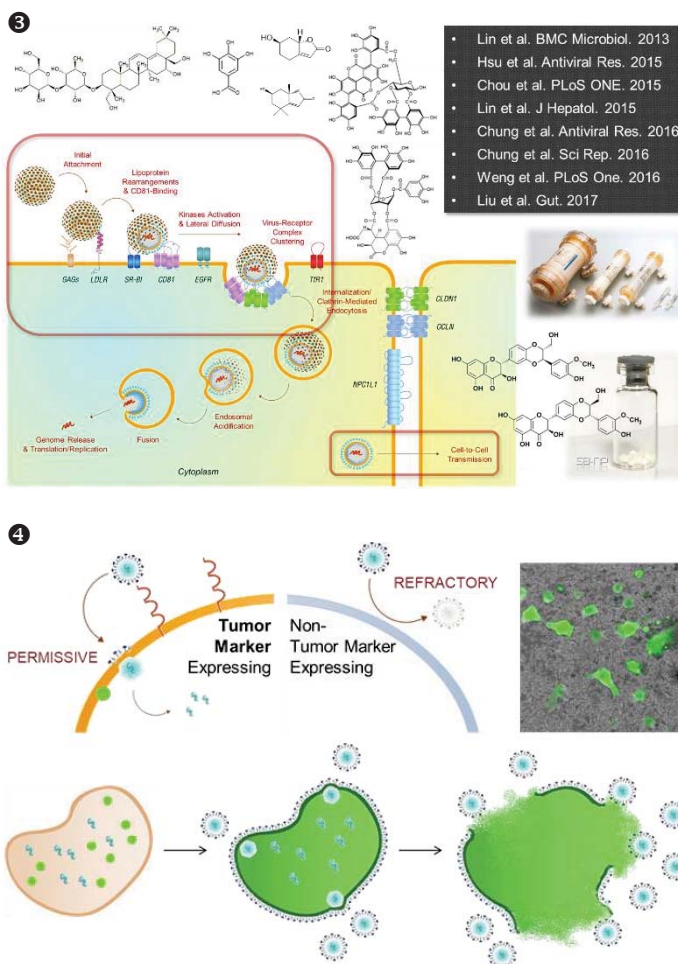 ❸
• Lin et al. BMC Microbiol. 2013
• Hsu et al. Antiviral Res. 2015
• Chou et al. PLoS ONE. 2015
• Lin et al. J Hepatol. 2015
• Chung et al. Antiviral Res. 2016
• Chung et al. Sci Rep. 2016
• Weng et al. PLoS One. 2016
• Liu et al. Gut. 2017
Initial
Attachment
Lipoprotein
Rearrangements
& CD81-Binding
Kinases Activation
& Lateral Diffusion
Virus-Receptor
Complex
Clustering
GAGs
LDLR
SR-BI
CD81
EGFR
TfR1
Internalization/
Clathrin-Mediated
Endocytosis
CLDN1
OCLN
NPC1L1
Endosomal
Acidification
Fusion
Genome Release
& Translation/Replication
Cytoplasm
Cell-to-Cell
Transmission
❹
PERMISSIVE
Tumor
Marker
Expressing
Non-
Tumor Marker
Expressing
REFRACTORY